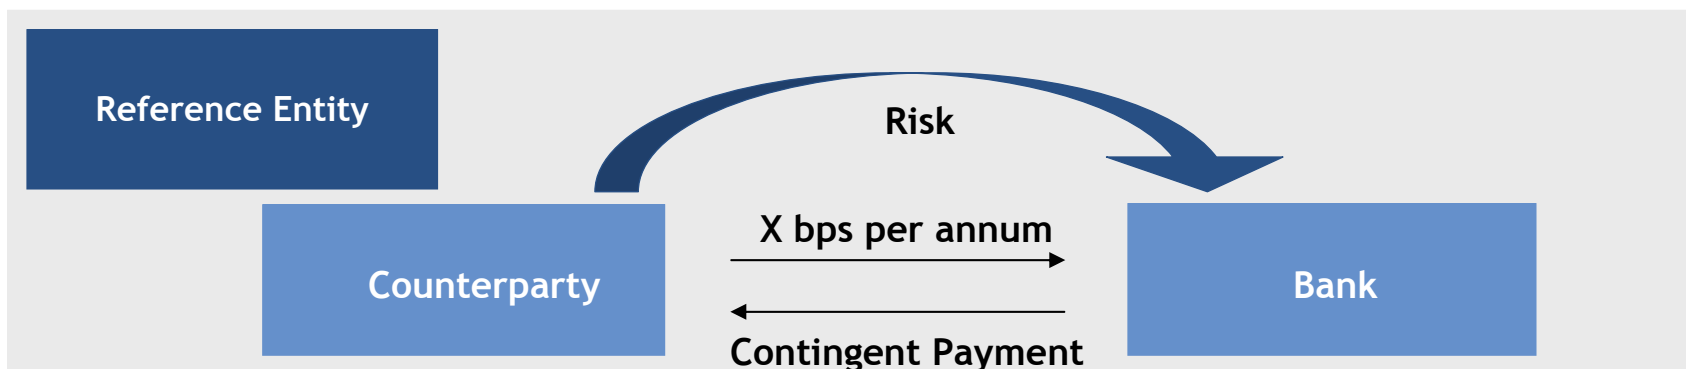 Reference Entity
Risk
X bps per annum
Counterparty
Bank
Contingent Payment